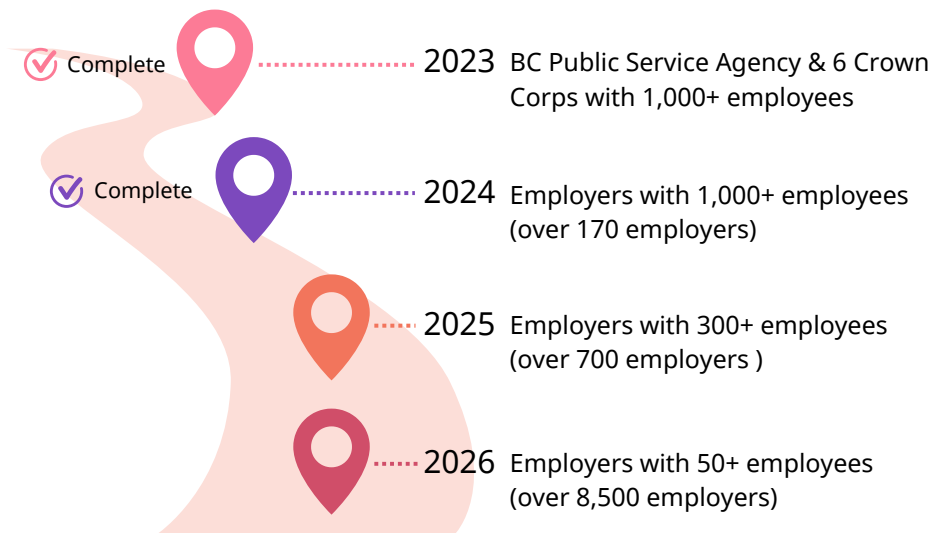 Complete
2023
BC Public Service Agency & 6 Crown
Corps with 1,000+ employees
Complete
2024
Employers with 1,000+ employees
(over 170 employers)
2025
Employers with 300+ employees
(over 700 employers )
2026
Employers with 50+ employees
(over 8,500 employers)